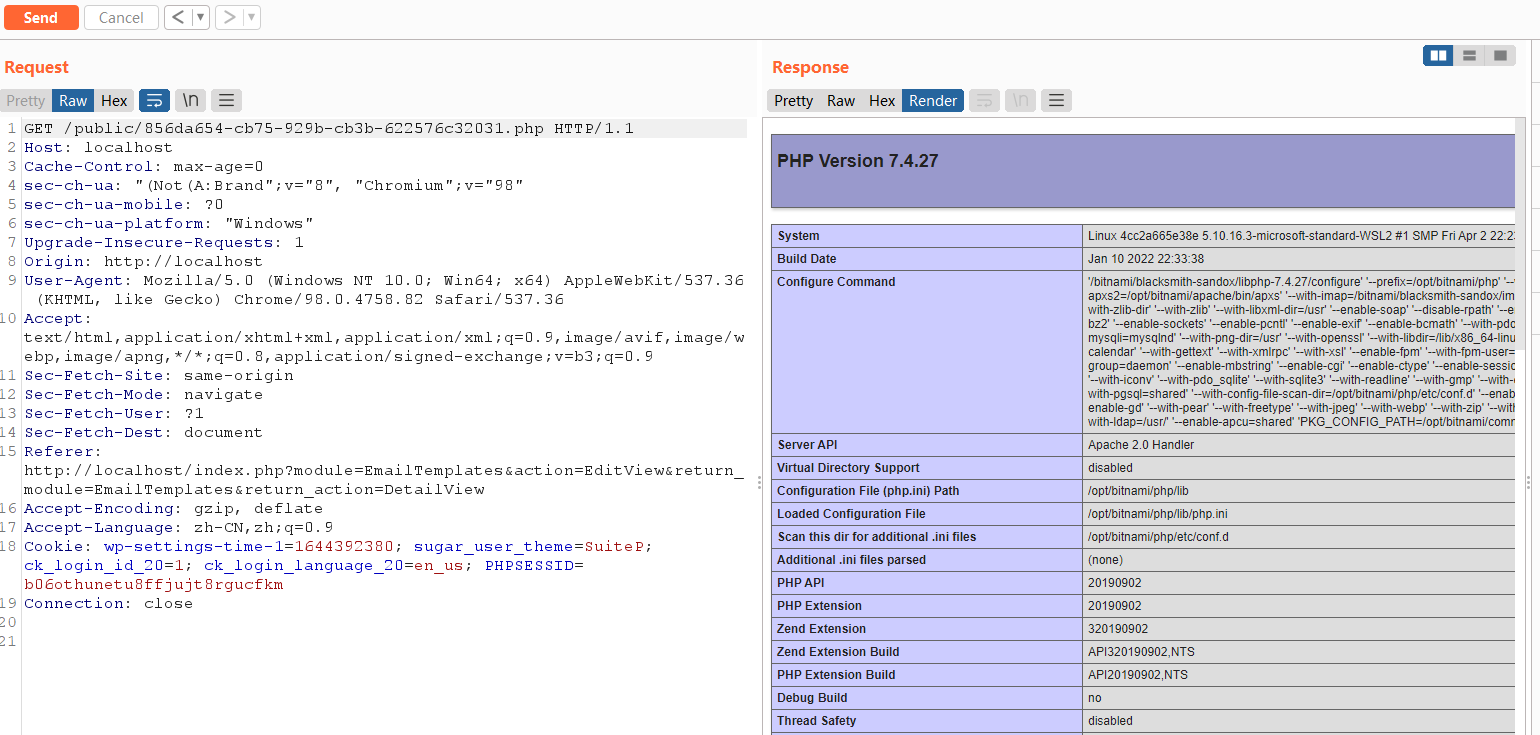 Send
Cancel
<
>
Request
Pretty Raw Hex \n
1 GET /public/856da654-cb75-929b-cb3b-622576c32031.php HTTP/1.1
2 Host: localhost
3 Cache-Control: max-age=0
4 sec-ch-ua: "(Not(A:Brand";v="8", "Chromium";v="98"
5 sec-ch-ua-mobile: ?0
6 sec-ch-ua-platform: "Windows"
7 Upgrade-Insecure-Requests: 1
8 Origin: http://localhost
9 User-Agent: Mozilla/5.0 (Windows NT 10.0; Win64; x64) AppleWebKit/537.36
(KHTML, like Gecko) Chrome/98.0.4758.82 Safari/537.36
10 Accept:
text/html,application/xhtml+xml,application/xml;q=0.9,image/avif,image/w
ebp,image/apng,*/*;q=0.8,application/signed-exchange;v=b3;q=0.9
11 Sec-Fetch-Site: same-origin
12 Sec-Fetch-Mode: navigate
13 Sec-Fetch-User: ?1
14 Sec-Fetch-Dest: document
15 Referer:
http://localhost/index.php?module=EmailTemplates&action=EditView&return_
module=EmailTemplates&return_action=DetailView
16 Accept-Encoding: gzip, deflate
17 Accept-Language: zh-CN,zh;q=0.9
18 Cookie: wp-settings-time-1=1644392380; sugar_user_theme=SuiteP;
ck_login_id_20=1; ck_login_language_20=en_us; PHPSESSID=
b06othunetu8ffjujt8rgucfkm
19 Connection: close
20
21
Response
Pretty Raw Hex Render \n
PHP Version 7.4.27
System Linux 4cc2a665e38e 5.10.16.3-microsoft-standard-WSL2 #1 SMP Fri Apr 2 22:2
Build Date Jan 10 2022 22:33:38
Configure Command '/bitnami/blacksmith-sandox/libphp-7.4.27/configure' '--prefix=/opt/bitnami/php' '--
apxs2=/opt/bitnami/apache/bin/apxs' '--with-imap=/bitnami/blacksmith-sandox/im
with-zlib-dir' '--with-zlib' '--with-libxml-dir=/usr' '--enable-soap' '--disable-rpath' '--e
bz2' '--enable-sockets' '--enable-pcntl' '--enable-exif' '--enable-bcmath' '--with-pdo
mysqli=mysqlnd' '--with-png-dir=/usr' '--with-openssl' '--with-libdir=/lib/x86_64-linu
calendar' '--with-gettext' '--with-xmlrpc' '--with-xsl' '--enable-fpm' '--with-fpm-user=
group=daemon' '--enable-mbstring' '--enable-cgi' '--enable-ctype' '--enable-sessio
'--with-iconv' '--with-pdo_sqlite' '--with-sqlite3' '--with-readline' '--with-gmp' '--with-
with-pgsql=shared' '--with-config-file-scan-dir=/opt/bitnami/php/etc/conf.d' '--enab
enable-gd' '--with-pear' '--with-freetype' '--with-jpeg' '--with-webp' '--with-zip' '--with
with-ldap=/usr/' '--enable-apcu=shared' 'PKG_CONFIG_PATH=/opt/bitnami/comr
Server API Apache 2.0 Handler
Virtual Directory Support disabled
Configuration File (php.ini) Path /opt/bitnami/php/lib
Loaded Configuration File /opt/bitnami/php/lib/php.ini
Scan this dir for additional .ini files /opt/bitnami/php/etc/conf.d
Additional .ini files parsed (none)
PHP API 20190902
PHP Extension 20190902
Zend Extension 320190902
Zend Extension Build API320190902,NTS
PHP Extension Build API20190902,NTS
Debug Build no
Thread Safety disabled